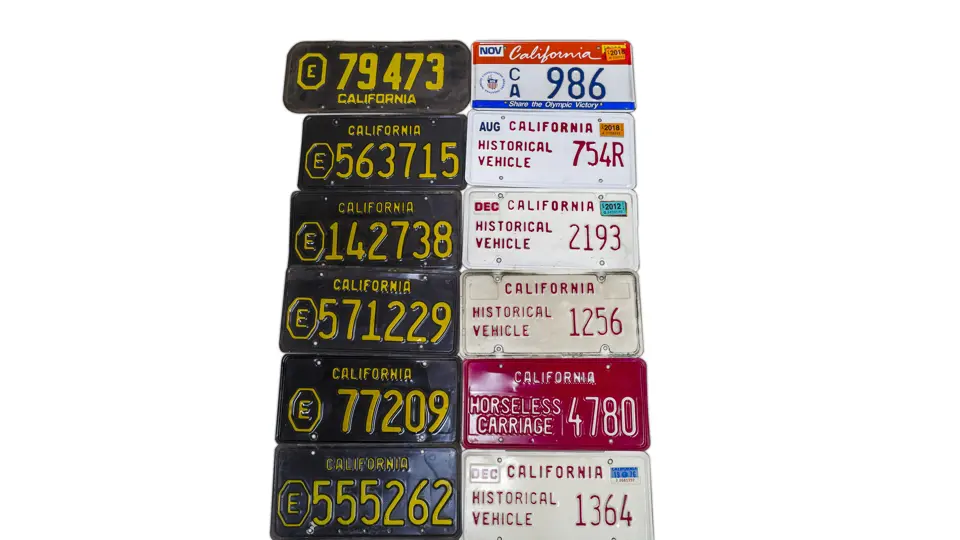 E 79473
CALIFORNIA
CALIFORNIA
E 563715
CALIFORNIA
E 142738
CALIFORNIA
E 571229
CALIFORNIA
E 77209
CALIFORNIA
E 555262
NOV California 2016
CA 986
Share the Olympic Victory
AUG CALIFORNIA 2018
HISTORICAL
VEHICLE 754R
DEC CALIFORNIA 2012
HISTORICAL
VEHICLE 2193
CALIFORNIA
HISTORICAL
VEHICLE 1256
CALIFORNIA
HORSELESS
CARRIAGE 4780
DEC CALIFORNIA
HISTORICAL
VEHICLE 1364